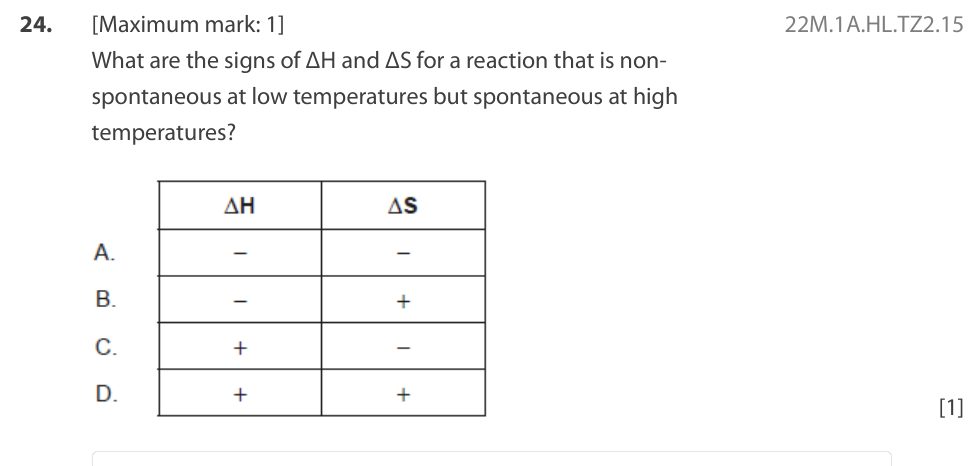 24. [Maximum mark: 1] 22M.1A.HL.TZ2.15
What are the signs of ΔH and ΔS for a reaction that is non-
spontaneous at low temperatures but spontaneous at high
temperatures?
ΔH ΔS
A. – –
B. – +
C. + –
D. + +
[1]